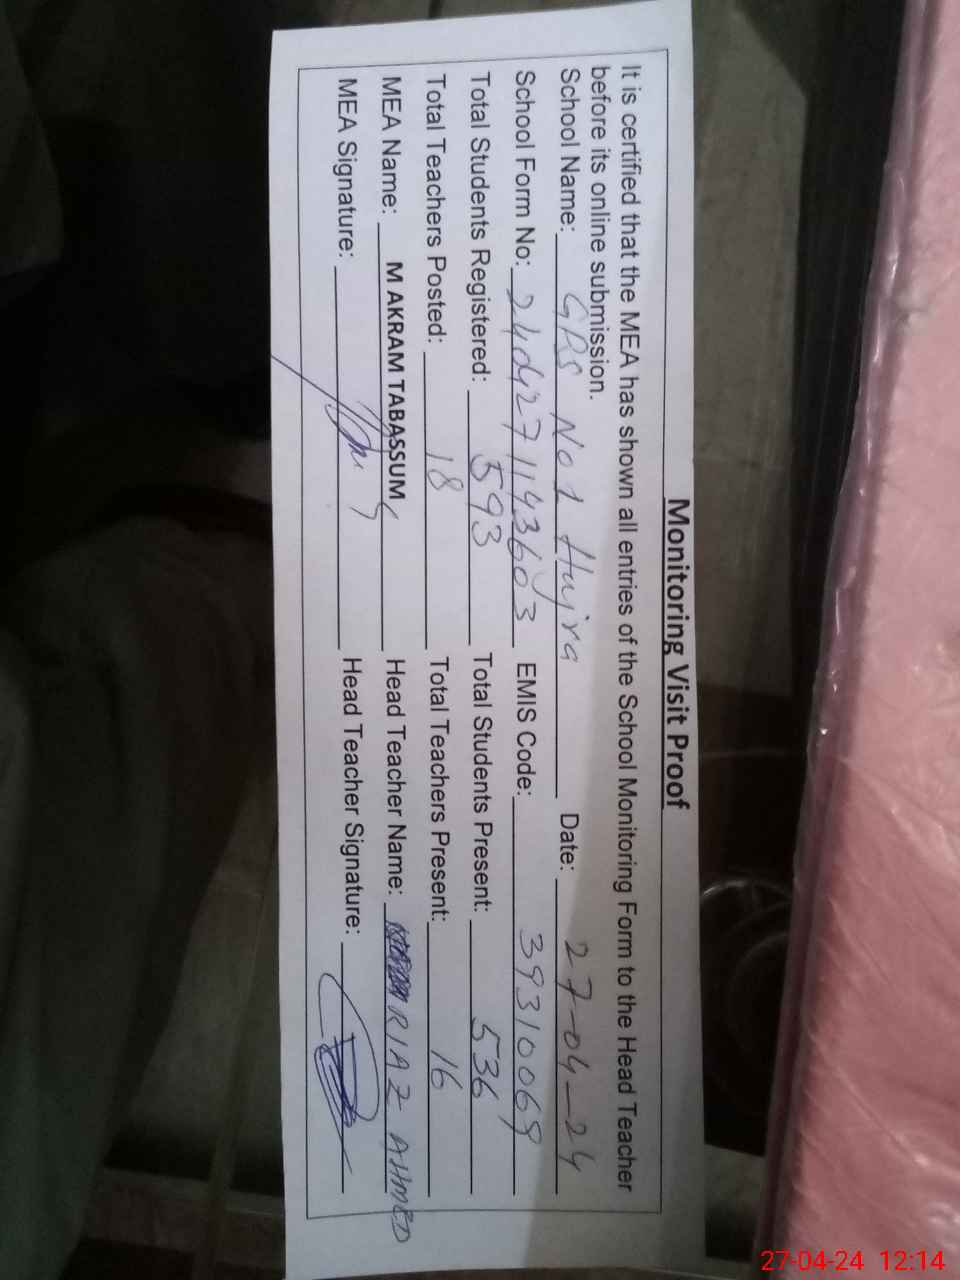 Monitoring Visit Proof
It is certified that the MEA has shown all entries of the School Monitoring Form to the Head Teacher
before its online submission.
School Name: GPS No 1 Hujra Date: 27-04-24
School Form No: EMIS Code: 39310069
Total Students Registered: 593 Total Students Present: 536
Total Teachers Posted: 18 Total Teachers Present: 16
MEA Name: M AKRAM TABASSUM Head Teacher Name: RIAZ AHMED
MEA Signature: Head Teacher Signature:
27-04-24 12:14